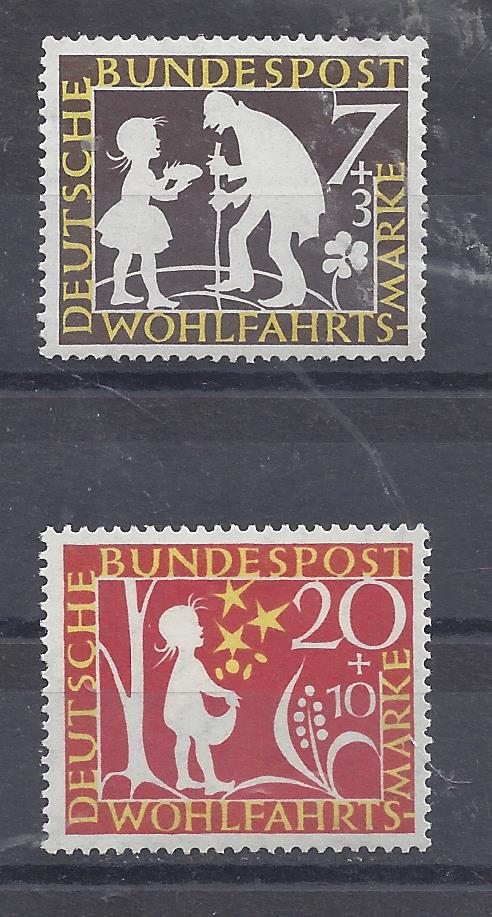 DEUTSCHE
BUNDESPOST
7
+
3
WOHLFAHRTS-
MARKE
DEUTSCHE
BUNDESPOST
20
+
10
WOHLFAHRTS-
MARKE